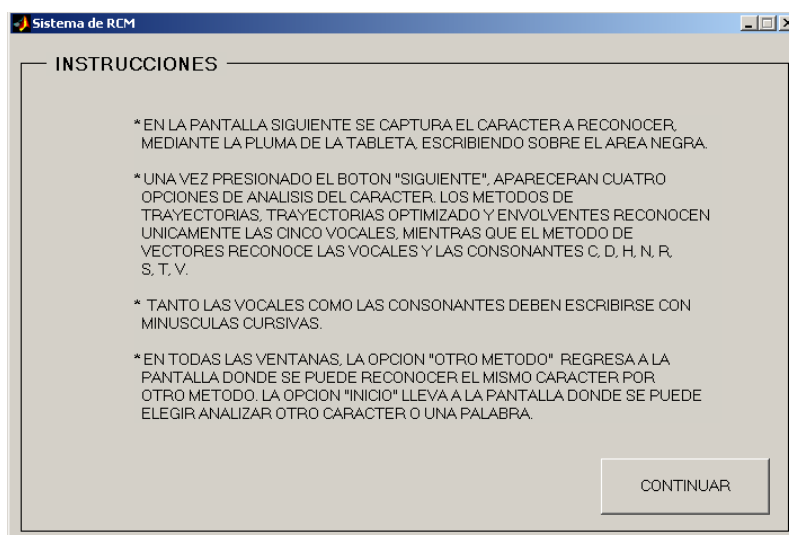 Sistema de RCM
INSTRUCCIONES
* EN LA PANTALLA SIGUIENTE SE CAPTURA EL CARACTER A RECONOCER,
MEDIANTE LA PLUMA DE LA TABLETA, ESCRIBIENDO SOBRE EL AREA NEGRA.
* UNA VEZ PRESIONADO EL BOTON "SIGUIENTE", APARECERAN CUATRO
OPCIONES DE ANALISIS DEL CARACTER. LOS METODOS DE
TRAYECTORIAS, TRAYECTORIAS OPTIMIZADO Y ENVOLVENTES RECONOCEN
UNICAMENTE LAS CINCO VOCALES, MIENTRAS QUE EL METODO DE
VECTORES RECONOCE LAS VOCALES Y LAS CONSONANTES C, D, H, N, R,
S, T, V.
* TANTO LAS VOCALES COMO LAS CONSONANTES DEBEN ESCRIBIRSE CON
MINUSCULAS CURSIVAS.
* EN TODAS LAS VENTANAS, LA OPCION "OTRO METODO" REGRESA A LA
PANTALLA DONDE SE PUEDE RECONOCER EL MISMO CARACTER POR
OTRO METODO. LA OPCION "INICIO" LLEVA A LA PANTALLA DONDE SE PUEDE
ELEGIR ANALIZAR OTRO CARACTER O UNA PALABRA.
CONTINUAR